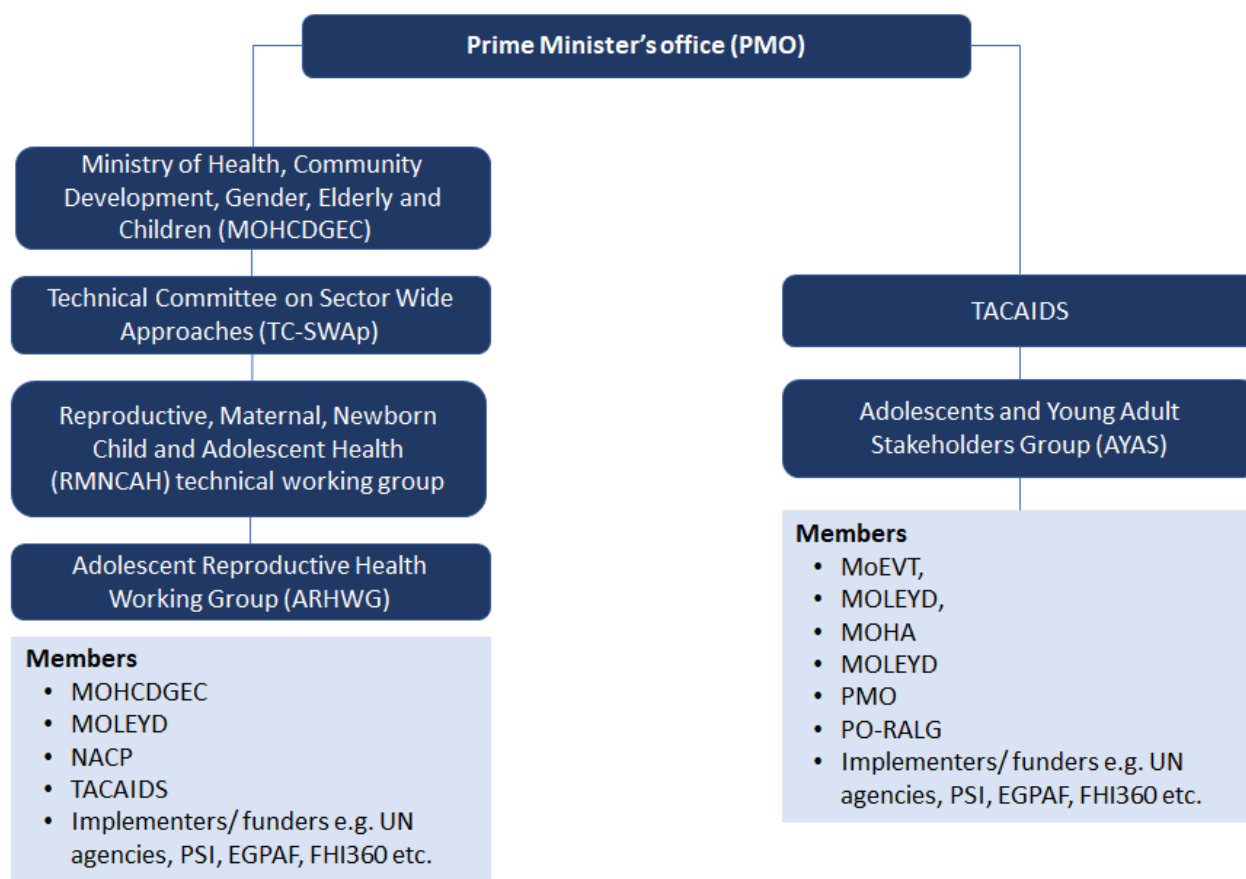 Prime Minister's office (PMO)
Ministry of Health, Community
Development, Gender, Elderly and
Children (MOHCDGEC)
Technical Committee on Sector Wide
Approaches (TC-SWAp)
Reproductive, Maternal, Newborn
Child and Adolescent Health
(RMNCAH) technical working group
Adolescent Reproductive Health
Working Group (ARHWG)
Members
• MOHCDGEC
• MOLEYD
• NACP
• TACAIDS
• Implementers/ funders e.g. UN
agencies, PSI, EGPAF, FHI360 etc.
TACAIDS
Adolescents and Young Adult
Stakeholders Group (AYAS)
Members
• MoEVT,
• MOLEYD,
• MOHA
• MOLEYD
• PMO
• PO-RALG
• Implementers/ funders e.g. UN
agencies, PSI, EGPAF, FHI360 etc.